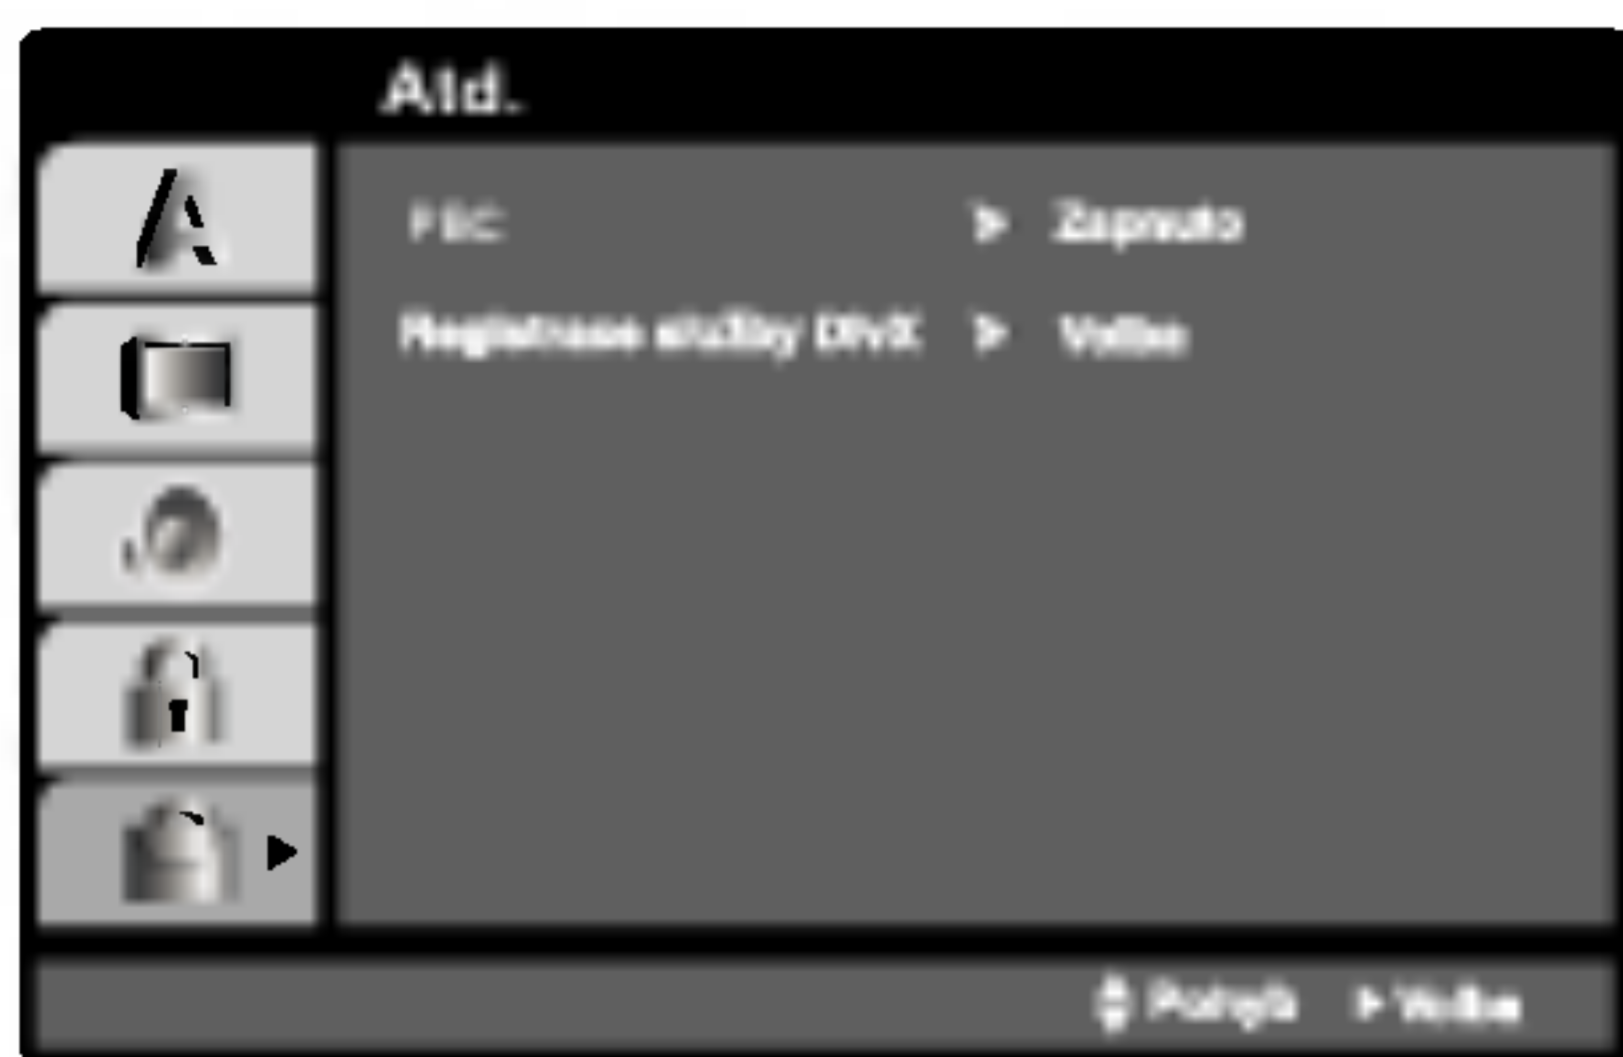 Atd.
PBC Zapnuto
Registrace služby DivX Volba
Pohyb Volba